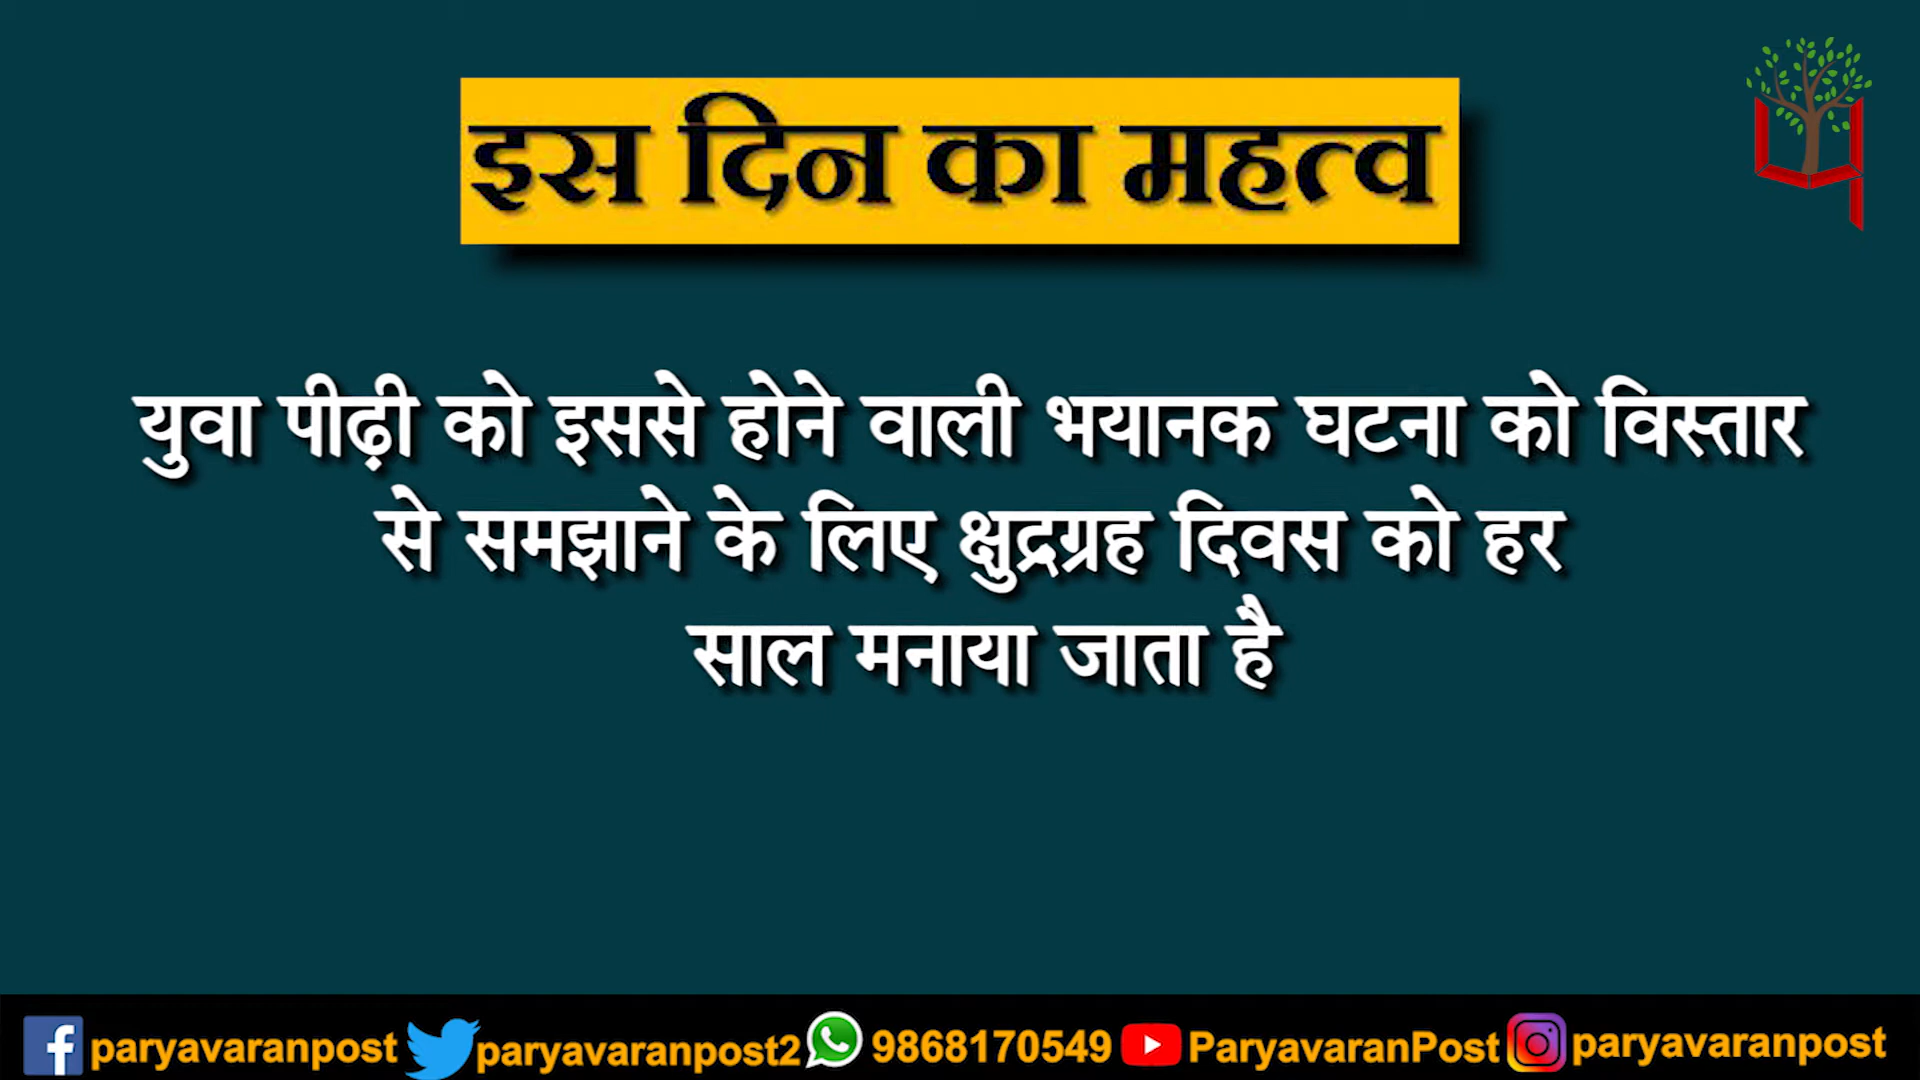 इस दिन का महत्व
युवा पीढ़ी को इससे होने वाली भयानक घटना को विस्तार
से समझाने के लिए क्षुद्रग्रह दिवस को हर
साल मनाया जाता है
paryavaranpost paryavaranpost2 9868170549 ParyavaranPost paryavaranpost